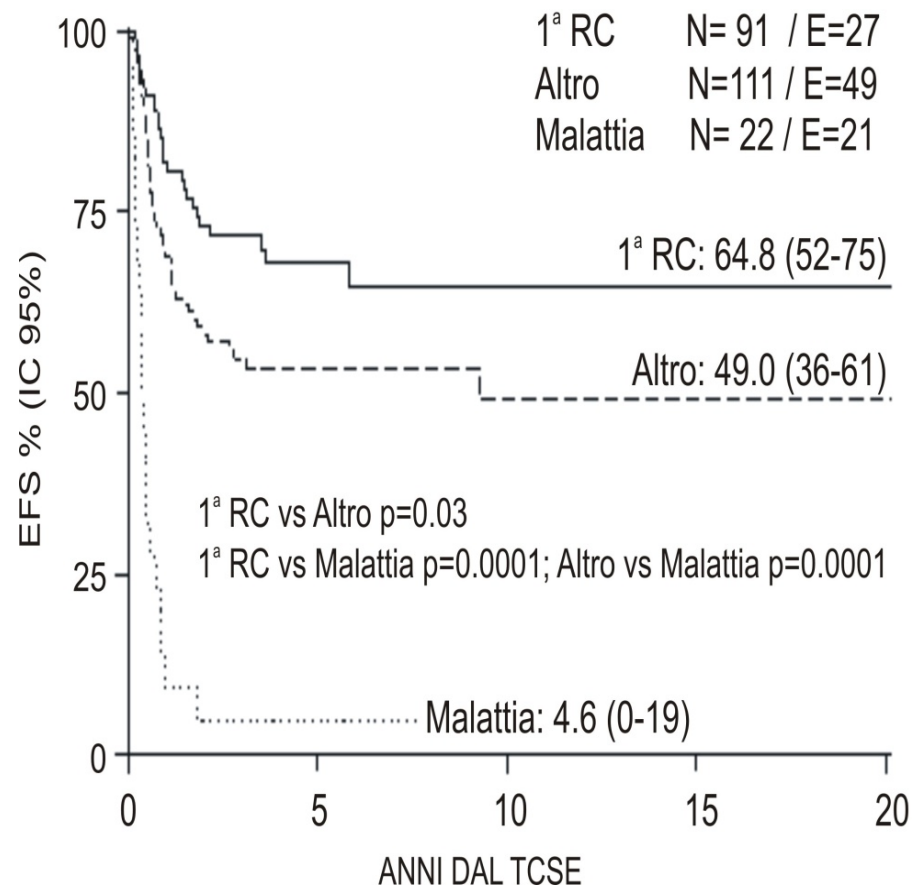 1ª RC N= 91 / E=27
Altro N=111 / E=49
Malattia N= 22 / E=21
100
75
50
25
0
EFS % (IC 95%)
1ª RC: 64.8 (52-75)
Altro: 49.0 (36-61)
1ª RC vs Altro p=0.03
1ª RC vs Malattia p=0.0001; Altro vs Malattia p=0.0001
Malattia: 4.6 (0-19)
0 5 10 15 20
ANNI DAL TCSE